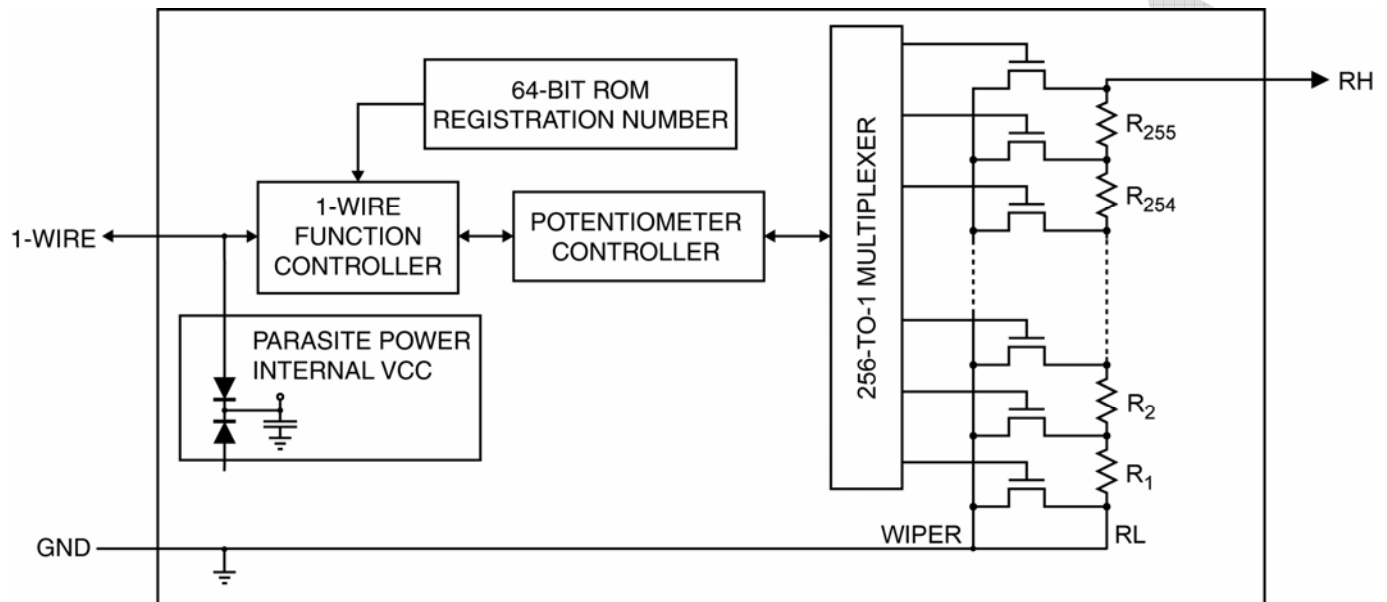 64-BIT ROM
REGISTRATION NUMBER
1-WIRE
1-WIRE
FUNCTION
CONTROLLER
POTENTIOMETER
CONTROLLER
256-TO-1 MULTIPLEXER
PARASITE POWER
INTERNAL VCC
RH
R255
R254
R2
R1
GND
WIPER
RL